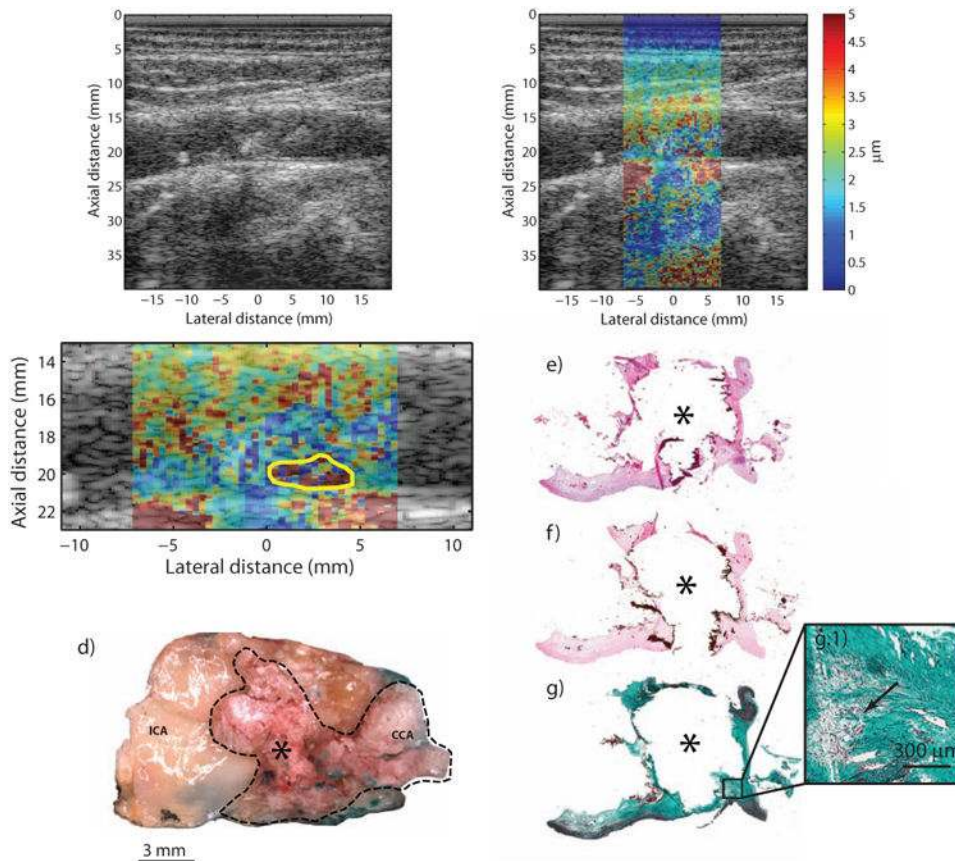 0
5
10
15
20
25
30
35
Axial distance (mm)
−15 −10 −5 0 5 10 15
Lateral distance (mm)
0
5
10
15
20
25
30
35
Axial distance (mm)
−15 −10 −5 0 5 10 15
Lateral distance (mm)
5
4.5
4
3.5
3
2.5
2
1.5
1
0.5
0
μm
14
16
18
20
22
Axial distance (mm)
−10 −5 0 5 10
Lateral distance (mm)
d)
ICA
*
CCA
3 mm
e)
*
f)
*
g)
*
g.1)
300 μm